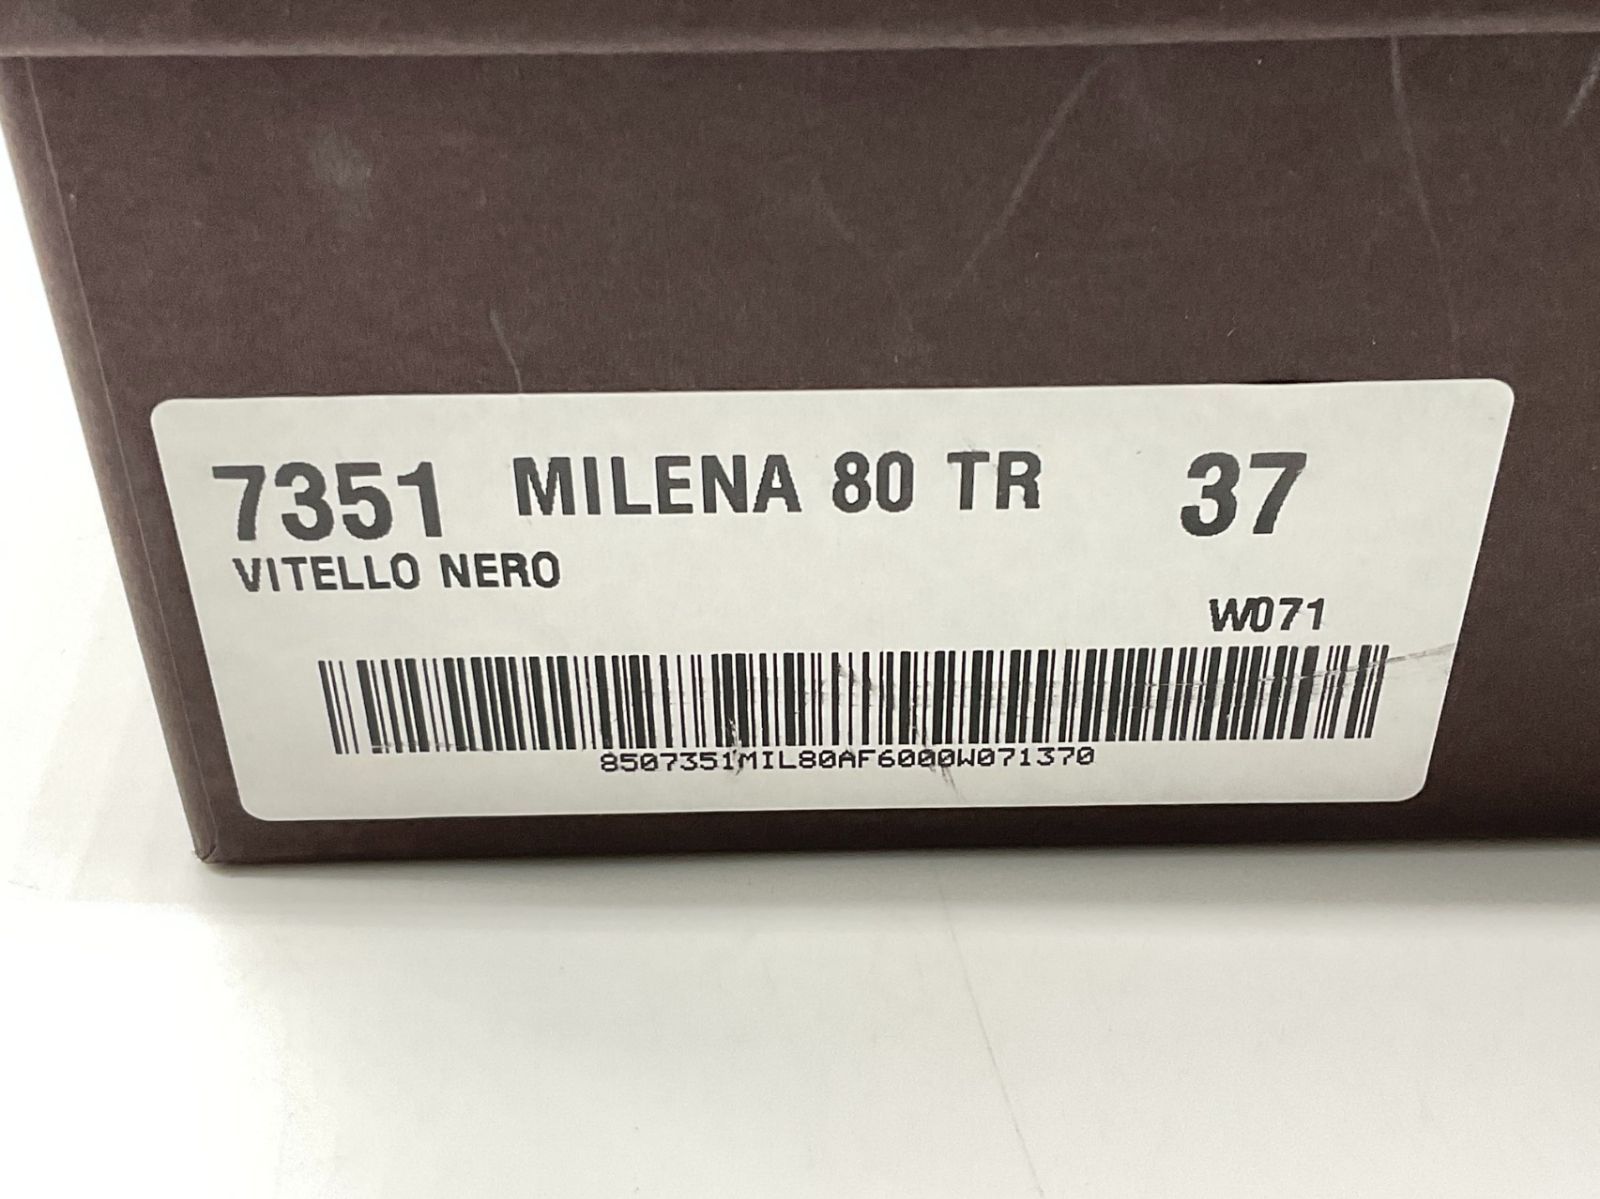 7351 MILENA 80 TR 37
VITELLO NERO
W071
8507351MIL80AF6000W071370